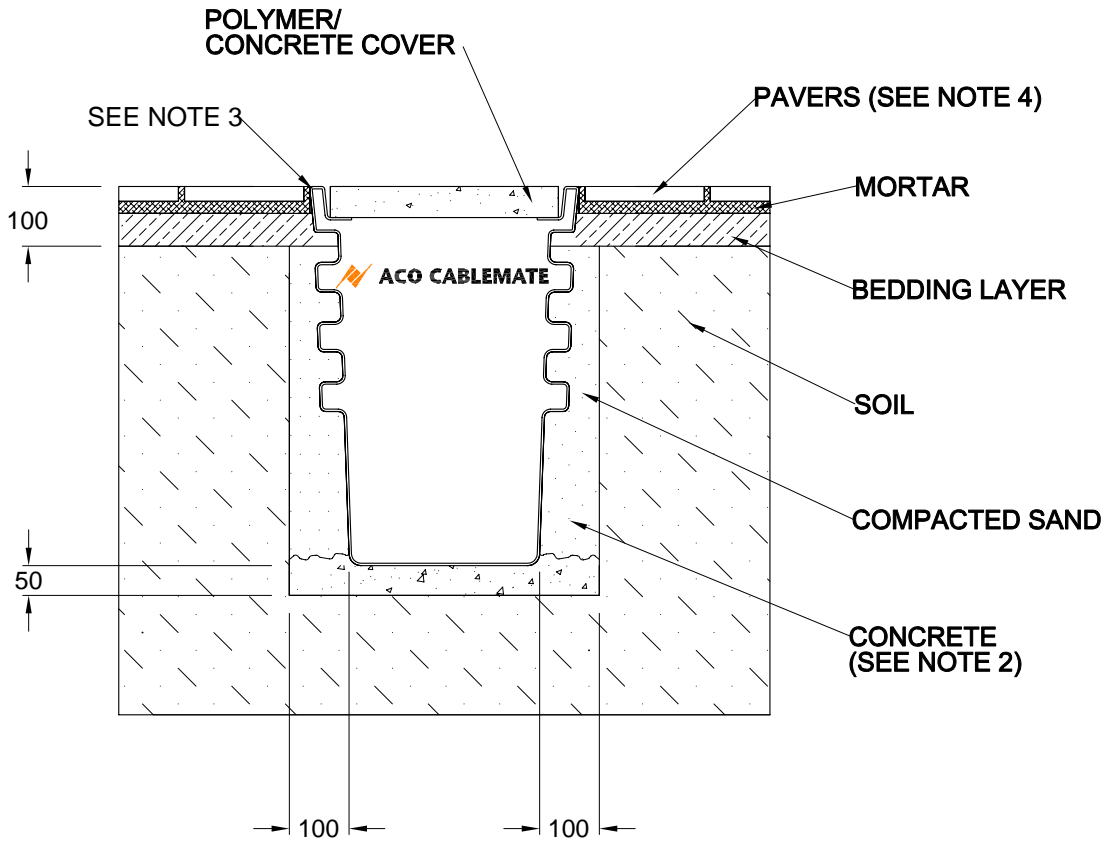 POLYMER/
CONCRETE COVER
PAVERS (SEE NOTE 4)
SEE NOTE 3
MORTAR
100
ACO CABLEMATE
BEDDING LAYER
SOIL
COMPACTED SAND
50
CONCRETE
(SEE NOTE 2)
100
100